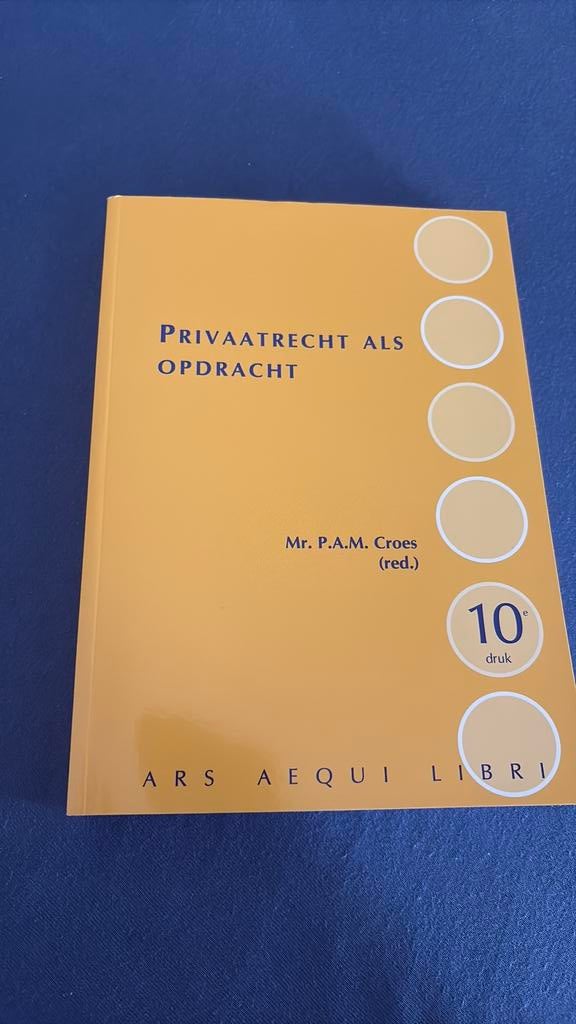 PRIVAATRECHT ALS
OPDRACHT
Mr. P.A.M. Croes
(red.)
10e
druk
ARS AEQUI LIBRI